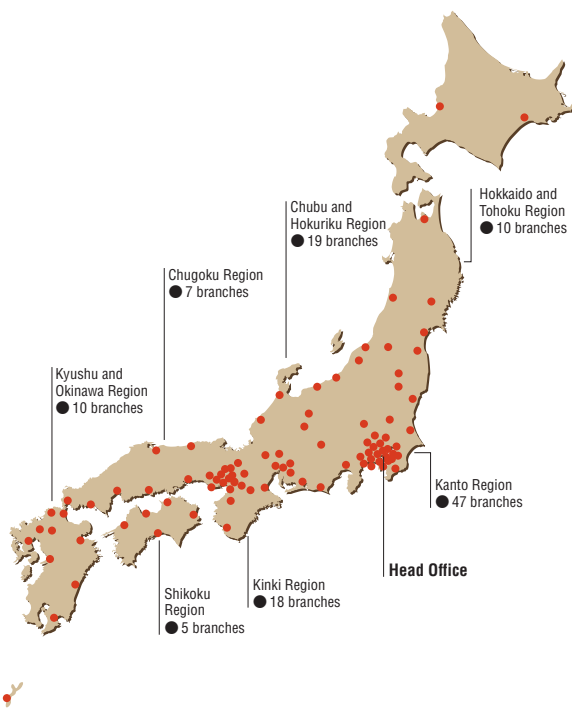 Hokkaido and
Tohoku Region
● 10 branches
Chubu and
Hokuriku Region
● 19 branches
Chugoku Region
● 7 branches
Kyushu and
Okinawa Region
● 10 branches
Kanto Region
● 47 branches
Head Office
Kinki Region
● 18 branches
Shikoku
Region
● 5 branches